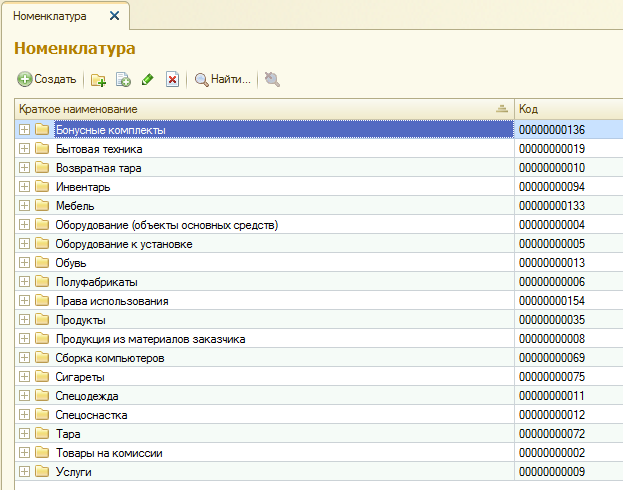 Номенклатура
Номенклатура
Создать Найти...
Краткое наименование Код
Бонусные комплекты 00000000136
Бытовая техника 00000000019
Возвратная тара 00000000010
Инвентарь 00000000094
Мебель 00000000133
Оборудование (объекты основных средств) 00000000004
Оборудование к установке 00000000005
Обувь 00000000013
Полуфабрикаты 00000000006
Права использования 00000000154
Продукты 00000000035
Продукция из материалов заказчика 00000000008
Сборка компьютеров 00000000069
Сигареты 00000000075
Спецодежда 00000000011
Спецоснастка 00000000012
Тара 00000000072
Товары на комиссии 00000000002
Услуги 00000000009